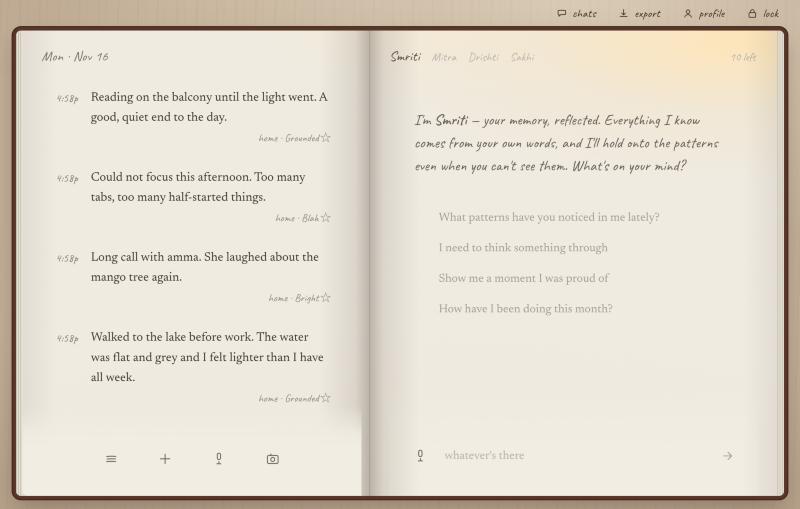 chats export profile lock
Mon · Nov 16
4:58p Reading on the balcony until the light went. A
good, quiet end to the day.
home · Grounded
4:58p Could not focus this afternoon. Too many
tabs, too many half-started things.
home · Blah
4:58p Long call with amma. She laughed about the
mango tree again.
home · Bright
4:58p Walked to the lake before work. The water
was flat and grey and I felt lighter than I have
all week.
home · Grounded
Smriti Mitra Drishti Sakhi 10 left
I'm Smriti – your memory, reflected. Everything I know
comes from your own words, and I'll hold onto the patterns
even when you can't see them. What's on your mind?
What patterns have you noticed in me lately?
I need to think something through
Show me a moment I was proud of
How have I been doing this month?
whatever's there